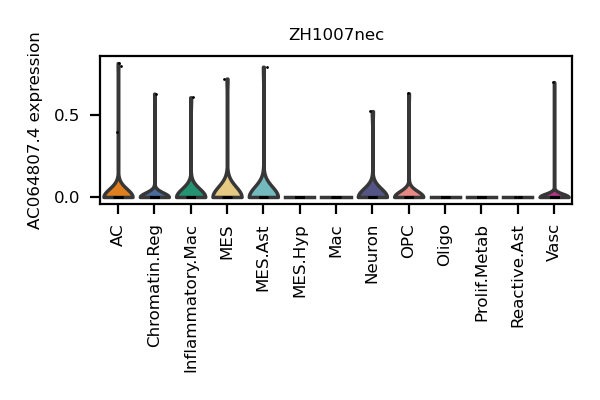 ZH1007nec
AC064807.4 expression
0.5
0.0
AC
Chromatin.Reg
Inflammatory.Mac
MES
MES.Ast
MES.Hyp
Mac
Neuron
OPC
Oligo
Prolif.Metab
Reactive.Ast
Vasc